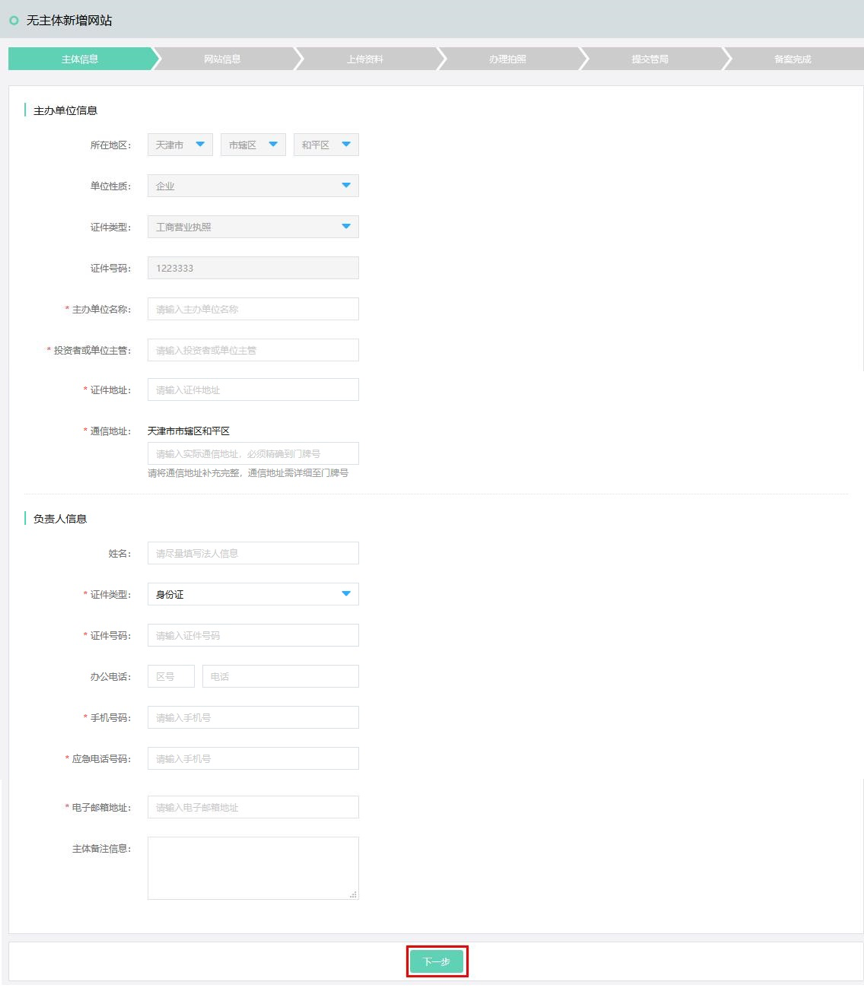 无主体新增网站
主体信息 网站信息 上传资料 办理拍照 提交管局 备案完成
主办单位信息
所在地区： 天津市 市辖区 和平区
单位性质： 企业
证件类型： 工商营业执照
证件号码： 1223333
* 主办单位名称： 请输入主办单位名称
* 投资者或单位主管： 请输入投资者或单位主管
* 证件地址： 请输入证件地址
* 通信地址： 天津市市辖区和平区
请输入实际通信地址，必须精确到门牌号
请将通信地址补充完整，通信地址需详细至门牌号
负责人信息
姓名： 请尽量填写法人信息
* 证件类型： 身份证
* 证件号码： 请输入证件号码
办公电话： 区号 电话
* 手机号码： 请输入手机号
* 应急电话号码： 请输入手机号
* 电子邮箱地址： 请输入电子邮箱地址
主体备注信息：
下一步